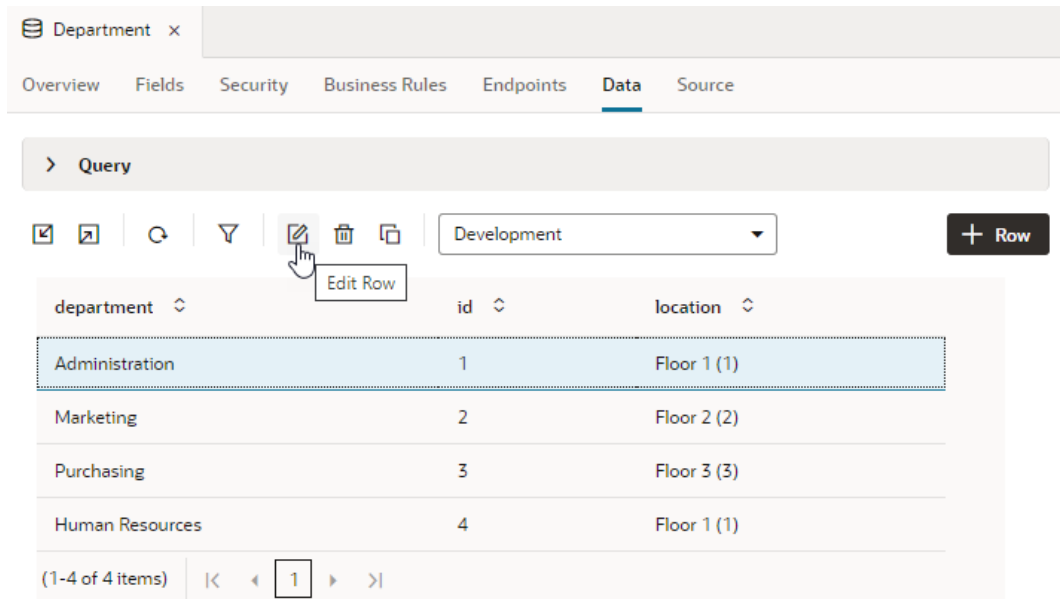 Department ×
Overview Fields Security Business Rules Endpoints Data Source
Query
Development
+ Row
Edit Row
department id location
Administration 1 Floor 1 (1)
Marketing 2 Floor 2 (2)
Purchasing 3 Floor 3 (3)
Human Resources 4 Floor 1 (1)
(1-4 of 4 items) 1